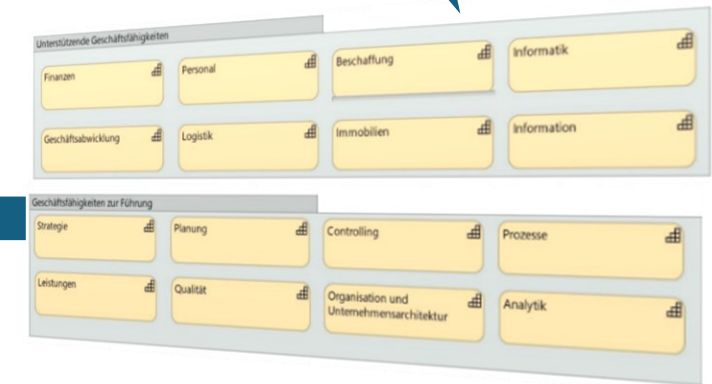 Unterstützende Geschäftsfähigkeiten
Finanzen
Personal
Beschaffung
Informatik
Geschäftsabwicklung
Logistik
Immobilien
Information
Geschäftsfähigkeiten zur Führung
Strategie
Planung
Controlling
Prozesse
Leistungen
Qualität
Organisation und
Unternehmensarchitektur
Analytik